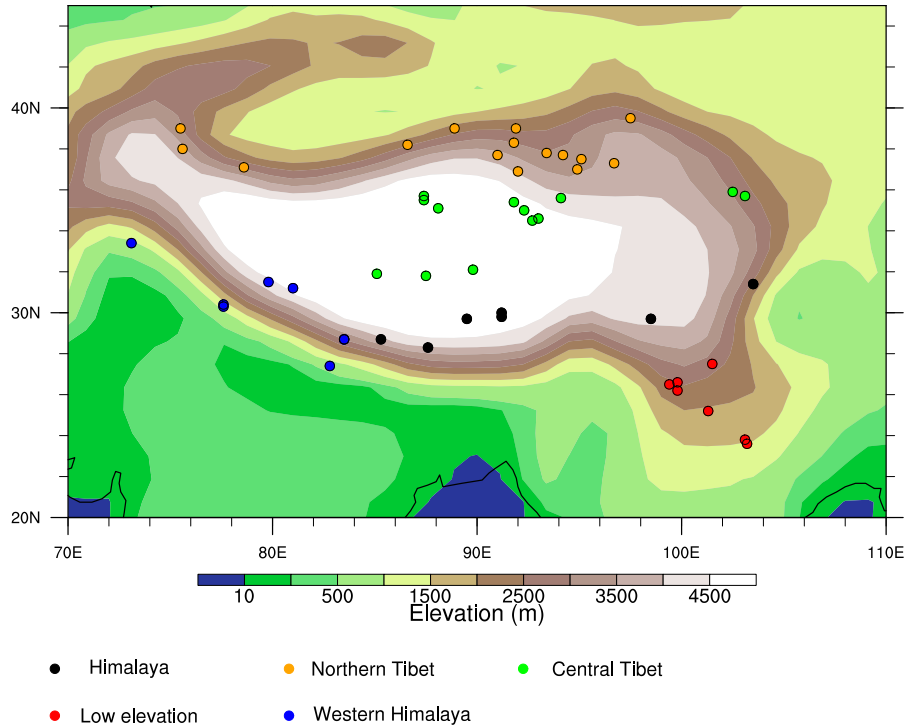 40N
30N
20N
70E 80E 90E 100E 110E
10 500 1500 2500 3500 4500
Elevation (m)
Himalaya Northern Tibet Central Tibet
Low elevation Western Himalaya